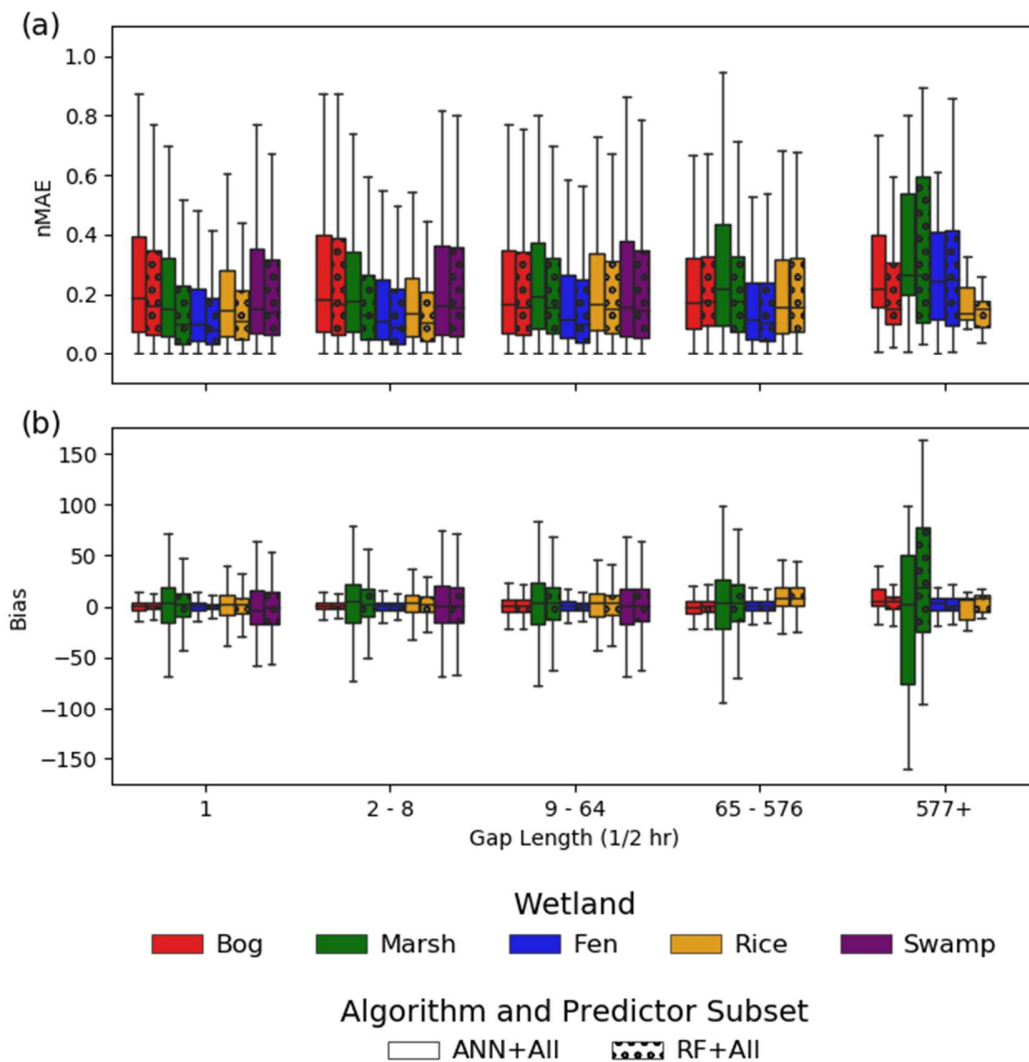 (a)
1.0
0.8
0.6
0.4
0.2
0.0
nMAE
(b)
150
100
50
0
−50
−100
−150
Bias
1 2 - 8 9 - 64 65 - 576 577+
Gap Length (1/2 hr)
Wetland
Bog Marsh Fen Rice Swamp
Algorithm and Predictor Subset
ANN+All RF+All